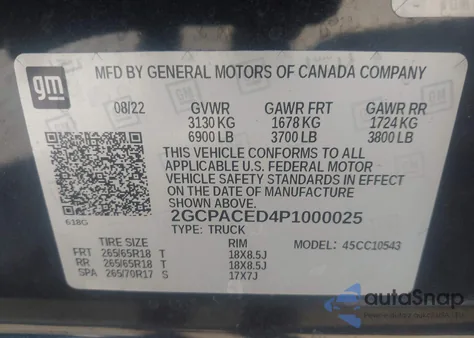 gm
MFD BY GENERAL MOTORS OF CANADA COMPANY
08/22 GVWR GAWR FRT GAWR RR
3130 KG 1678 KG 1724 KG
6900 LB 3700 LB 3800 LB
THIS VEHICLE CONFORMS TO ALL
APPLICABLE U.S. FEDERAL MOTOR
VEHICLE SAFETY STANDARDS IN EFFECT
ON THE DATE OF MANUFACTURE
SHOWN ABOVE.
2GCPACED4P1000025
618G TYPE: TRUCK
TIRE SIZE RIM MODEL: 45CC10543
FRT 265/65R18 T 18X8.5J
RR 265/65R18 T 18X8.5J
SPA 265/70R17 S 17X7J
autoSnap